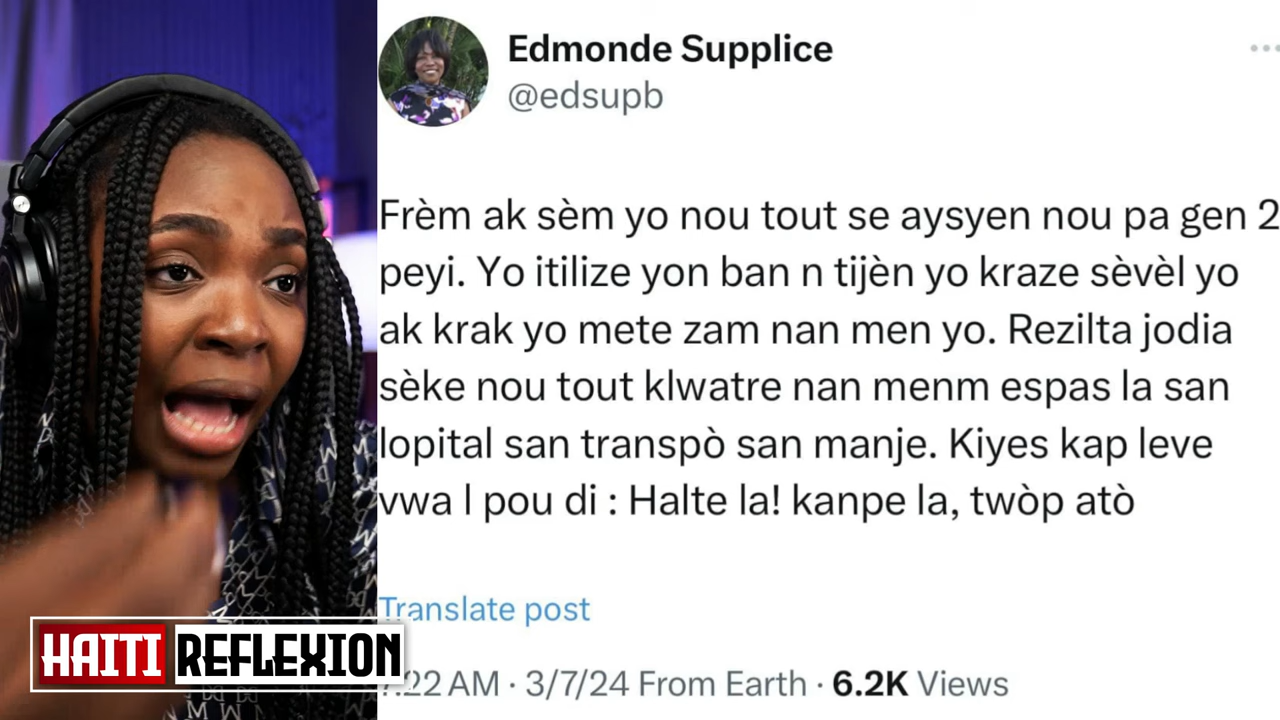 Edmonde Supplice
@edsupb
Frèm ak sèm yo nou tout se aysyen nou pa gen 2
peyi. Yo itilize yon ban n tijèn yo kraze sèvèl yo
ak krak yo mete zam nan men yo. Rezilta jodia
sèke nou tout klwatre nan menm espas la san
lopital san transpò san manje. Kiyes kap leve
vwa l pou di : Halte la! kanpe la, twòp atò
Translate post
:22 AM · 3/7/24 From Earth · 6.2K Views
HAITI REFLEXION